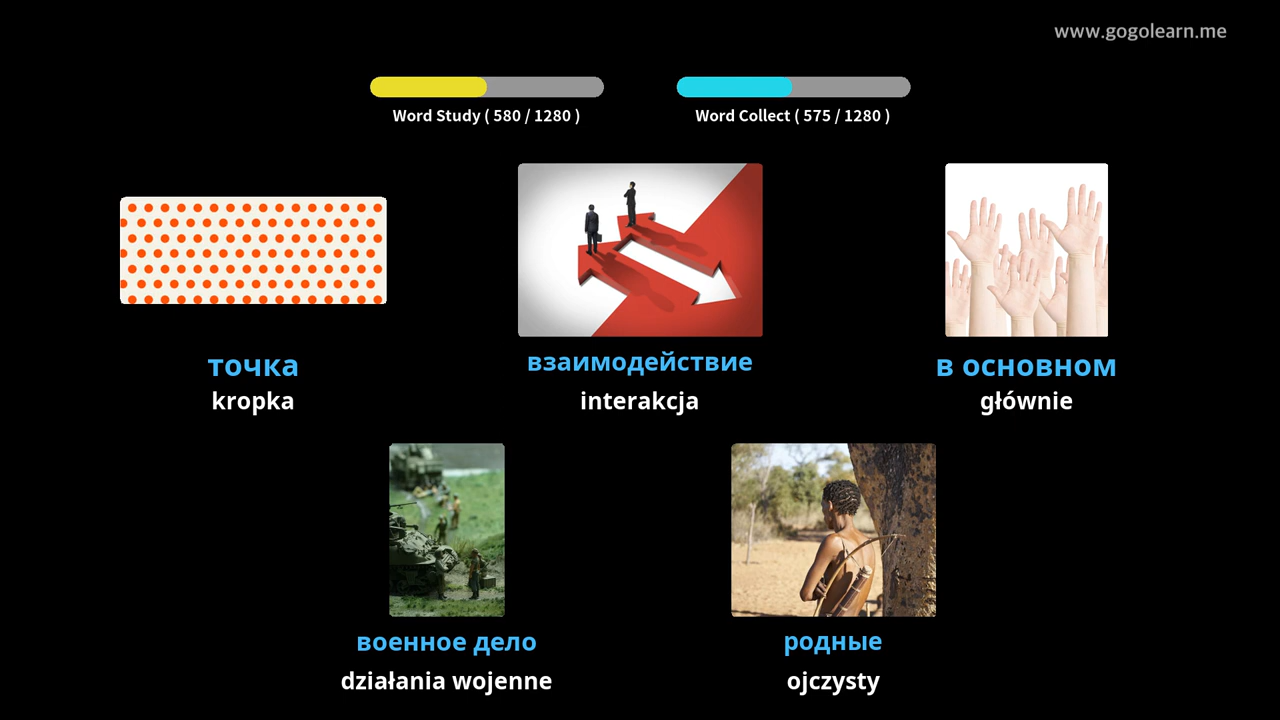 www.gogolearn.me
Word Study ( 580 / 1280 )
Word Collect ( 575 / 1280 )
точка
kropka
взаимодействие
interakcja
в основном
głównie
военное дело
działania wojenne
родные
ojczysty